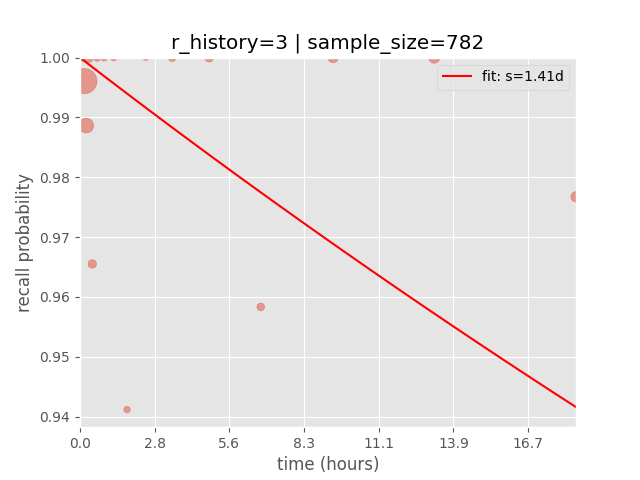 r_history=3 | sample_size=782
fit: s=1.41d
1.00
0.99
0.98
0.97
0.96
0.95
0.94
recall probability
0.0 2.8 5.6 8.3 11.1 13.9 16.7
time (hours)